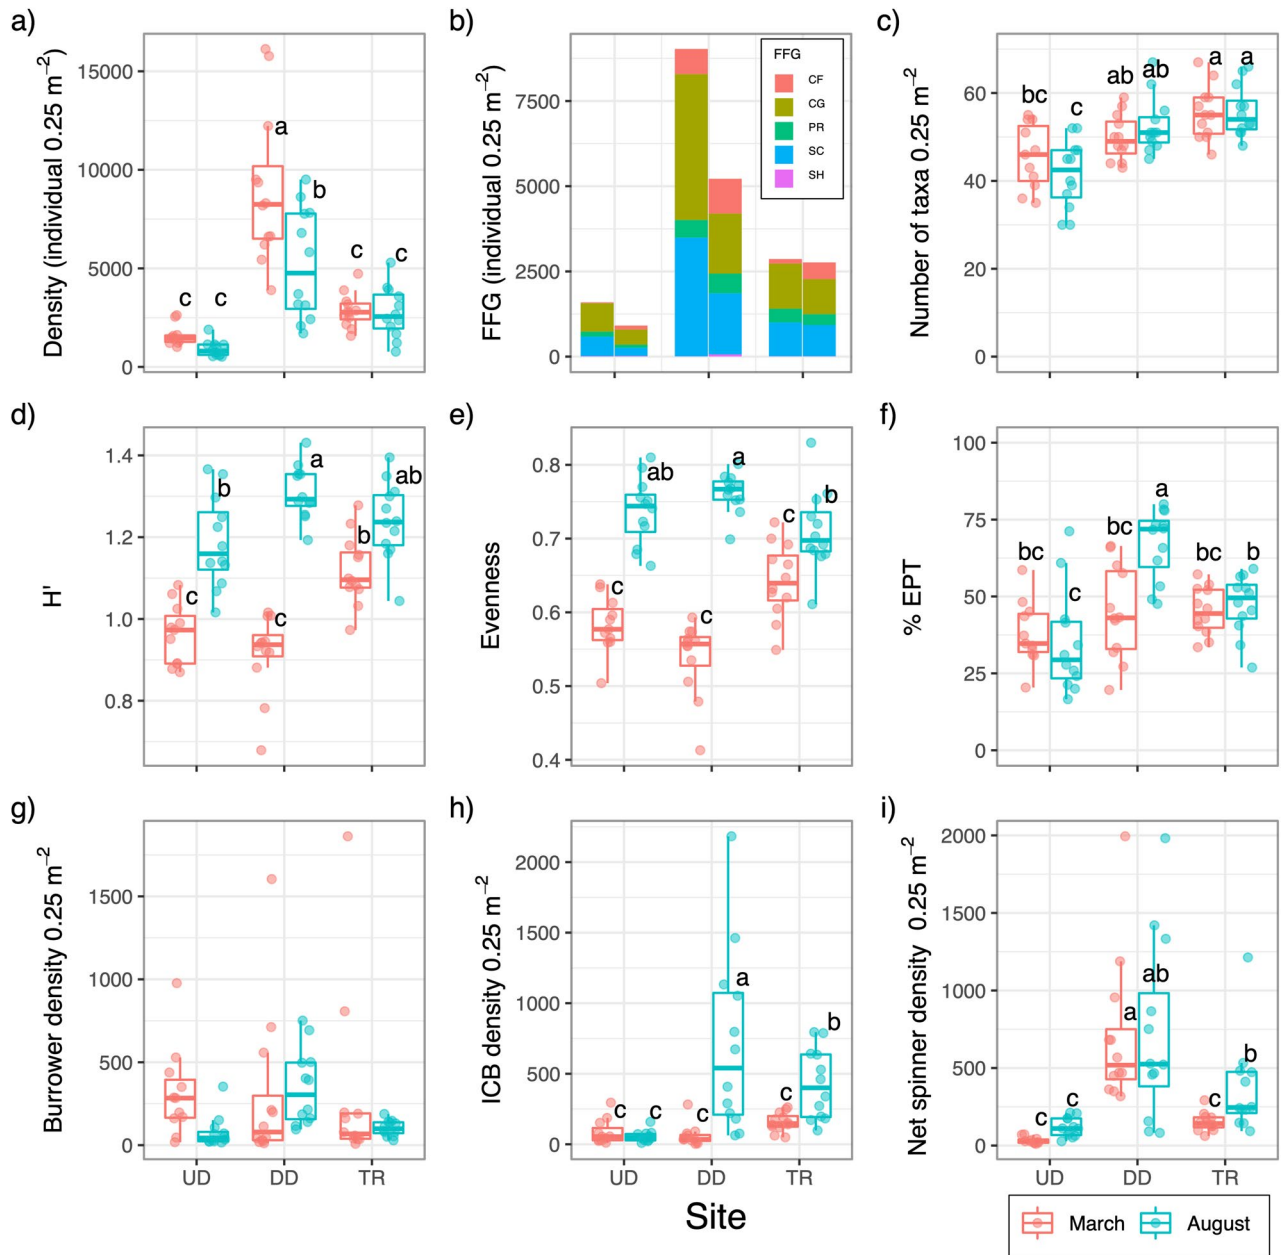 a)
Density (individual 0.25 m⁻²)
15000
10000
5000
0
c
c
a
b
c
c
b)
FFG (individual 0.25 m⁻²)
7500
5000
2500
0
FFG
CF
CG
PR
SC
SH
c)
Number of taxa 0.25 m⁻²
60
40
20
0
bc
c
ab
ab
a
a
d)
H'
1.4
1.2
1.0
0.8
c
b
c
a
b
ab
e)
Evenness
0.8
0.7
0.6
0.5
0.4
c
ab
c
a
c
b
f)
% EPT
100
75
50
25
0
bc
c
bc
a
bc
b
g)
Burrower density 0.25 m⁻²
1500
1000
500
0
UD
DD
TR
h)
ICB density 0.25 m⁻²
2000
1500
1000
500
0
c
c
c
a
c
b
UD
DD
TR
i)
Net spinner density 0.25 m⁻²
2000
1500
1000
500
0
c
c
a
ab
c
b
UD
DD
TR
Site
March
August